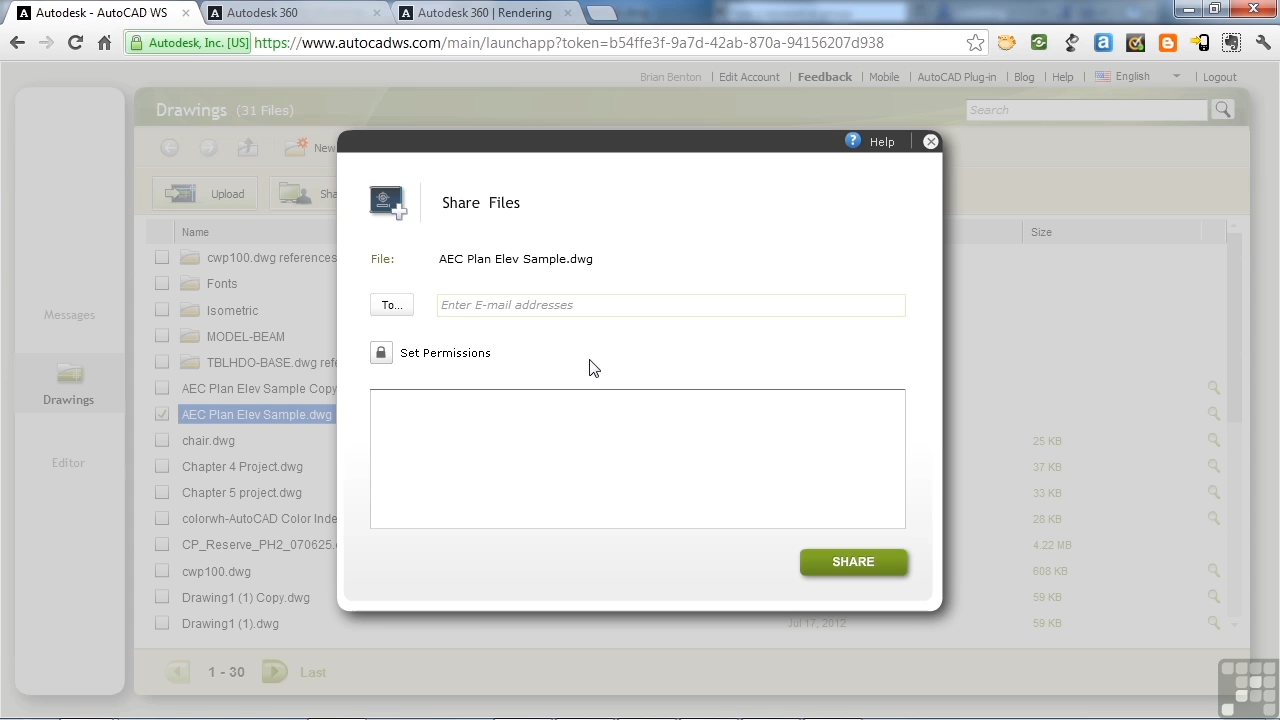 Autodesk - AutoCAD WS
Autodesk 360
Autodesk 360 | Rendering
Autodesk, Inc. [US] https://www.autocadws.com/main/launchapp?token=b54ffe3f-9a7d-42ab-870a-94156207d938
Brian Benton | Edit Account | Feedback | Mobile | AutoCAD Plug-in | Blog | Help | English | Logout
Drawings (31 Files)
Search
New
Upload
Sha
Help
Share Files
File: AEC Plan Elev Sample.dwg
To... Enter E-mail addresses
Set Permissions
SHARE
Messages
Drawings
Editor
Name Size
cwp100.dwg references
Fonts
Isometric
MODEL-BEAM
TBLHDO-BASE.dwg refe
AEC Plan Elev Sample Copy
AEC Plan Elev Sample.dwg
chair.dwg 25 KB
Chapter 4 Project.dwg 37 KB
Chapter 5 project.dwg 33 KB
colorwh-AutoCAD Color Inde 28 KB
CP_Reserve_PH2_070625. 4.22 MB
cwp100.dwg 608 KB
Drawing1 (1) Copy.dwg 59 KB
Drawing1 (1).dwg Jul 17, 2012 59 KB
1 - 30 Last